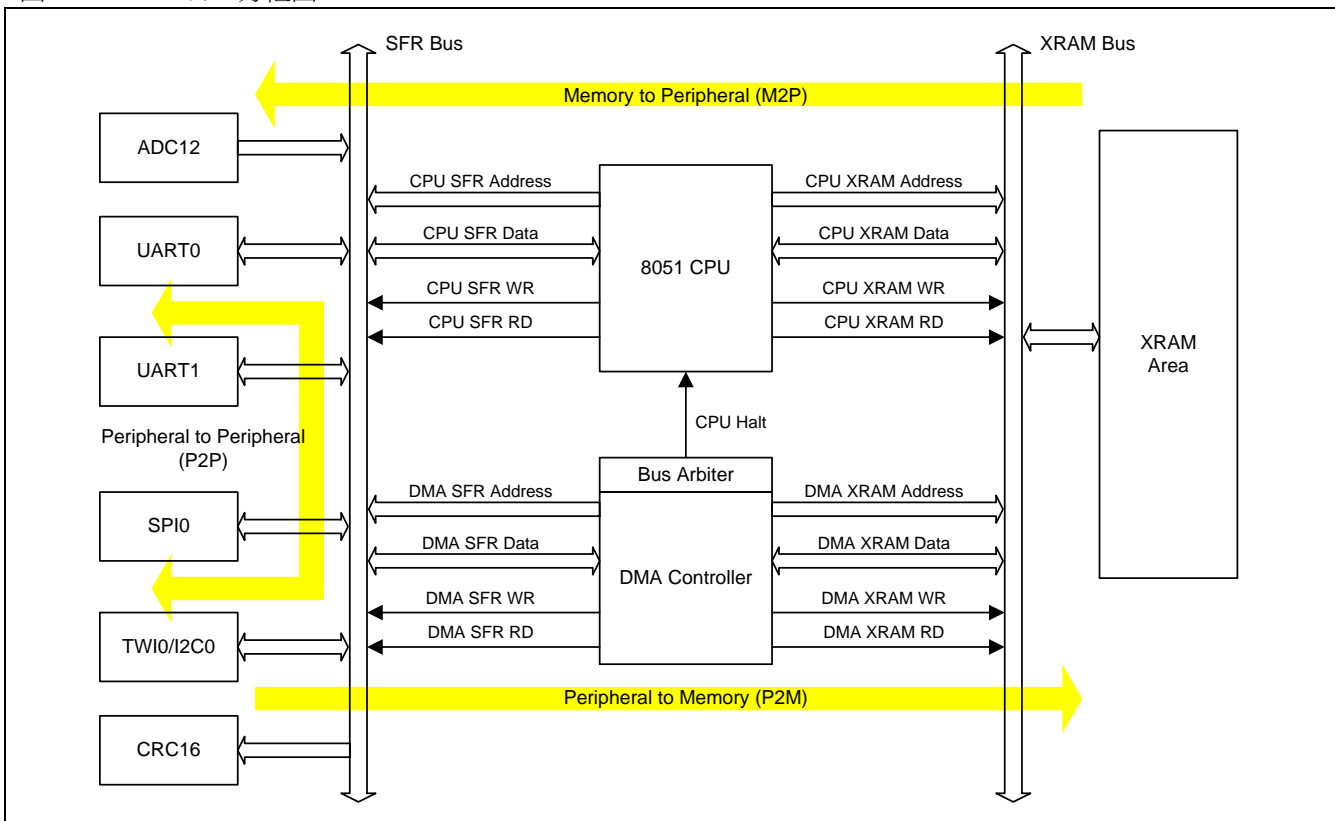 SFR Bus
XRAM Bus
Memory to Peripheral (M2P)
ADC12
CPU SFR Address
CPU XRAM Address
UART0
CPU SFR Data
8051 CPU
CPU XRAM Data
CPU SFR WR
CPU XRAM WR
CPU SFR RD
CPU XRAM RD
UART1
XRAM
Area
CPU Halt
Peripheral to Peripheral
(P2P)
Bus Arbiter
DMA SFR Address
DMA XRAM Address
SPI0
DMA SFR Data
DMA Controller
DMA XRAM Data
DMA SFR WR
DMA XRAM WR
TWI0/I2C0
DMA SFR RD
DMA XRAM RD
Peripheral to Memory (P2M)
CRC16